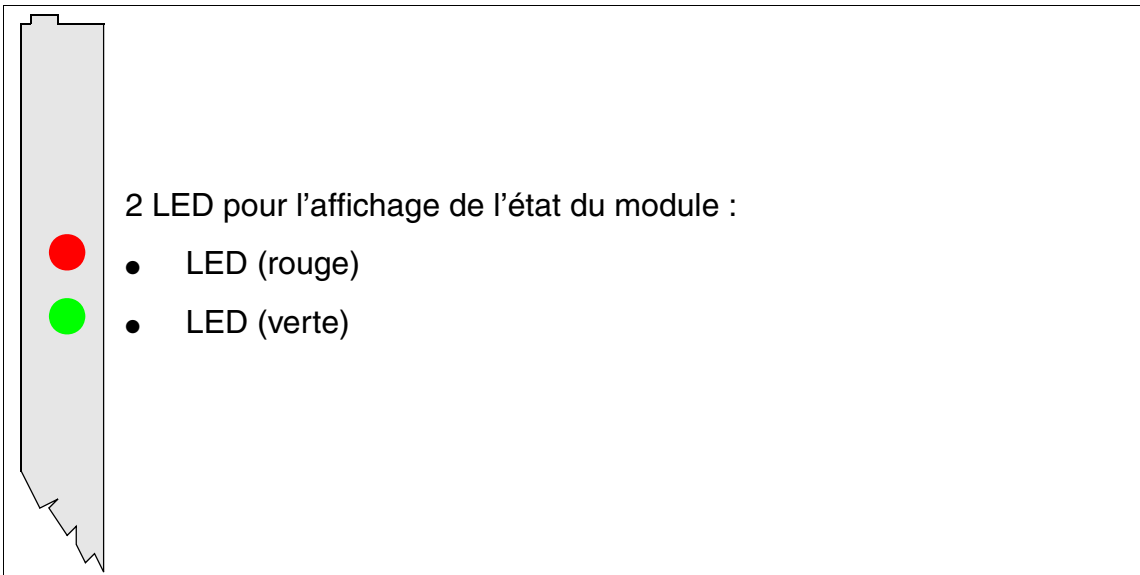 2 LED pour l’affichage de l’état du module :
● LED (rouge)
● LED (verte)